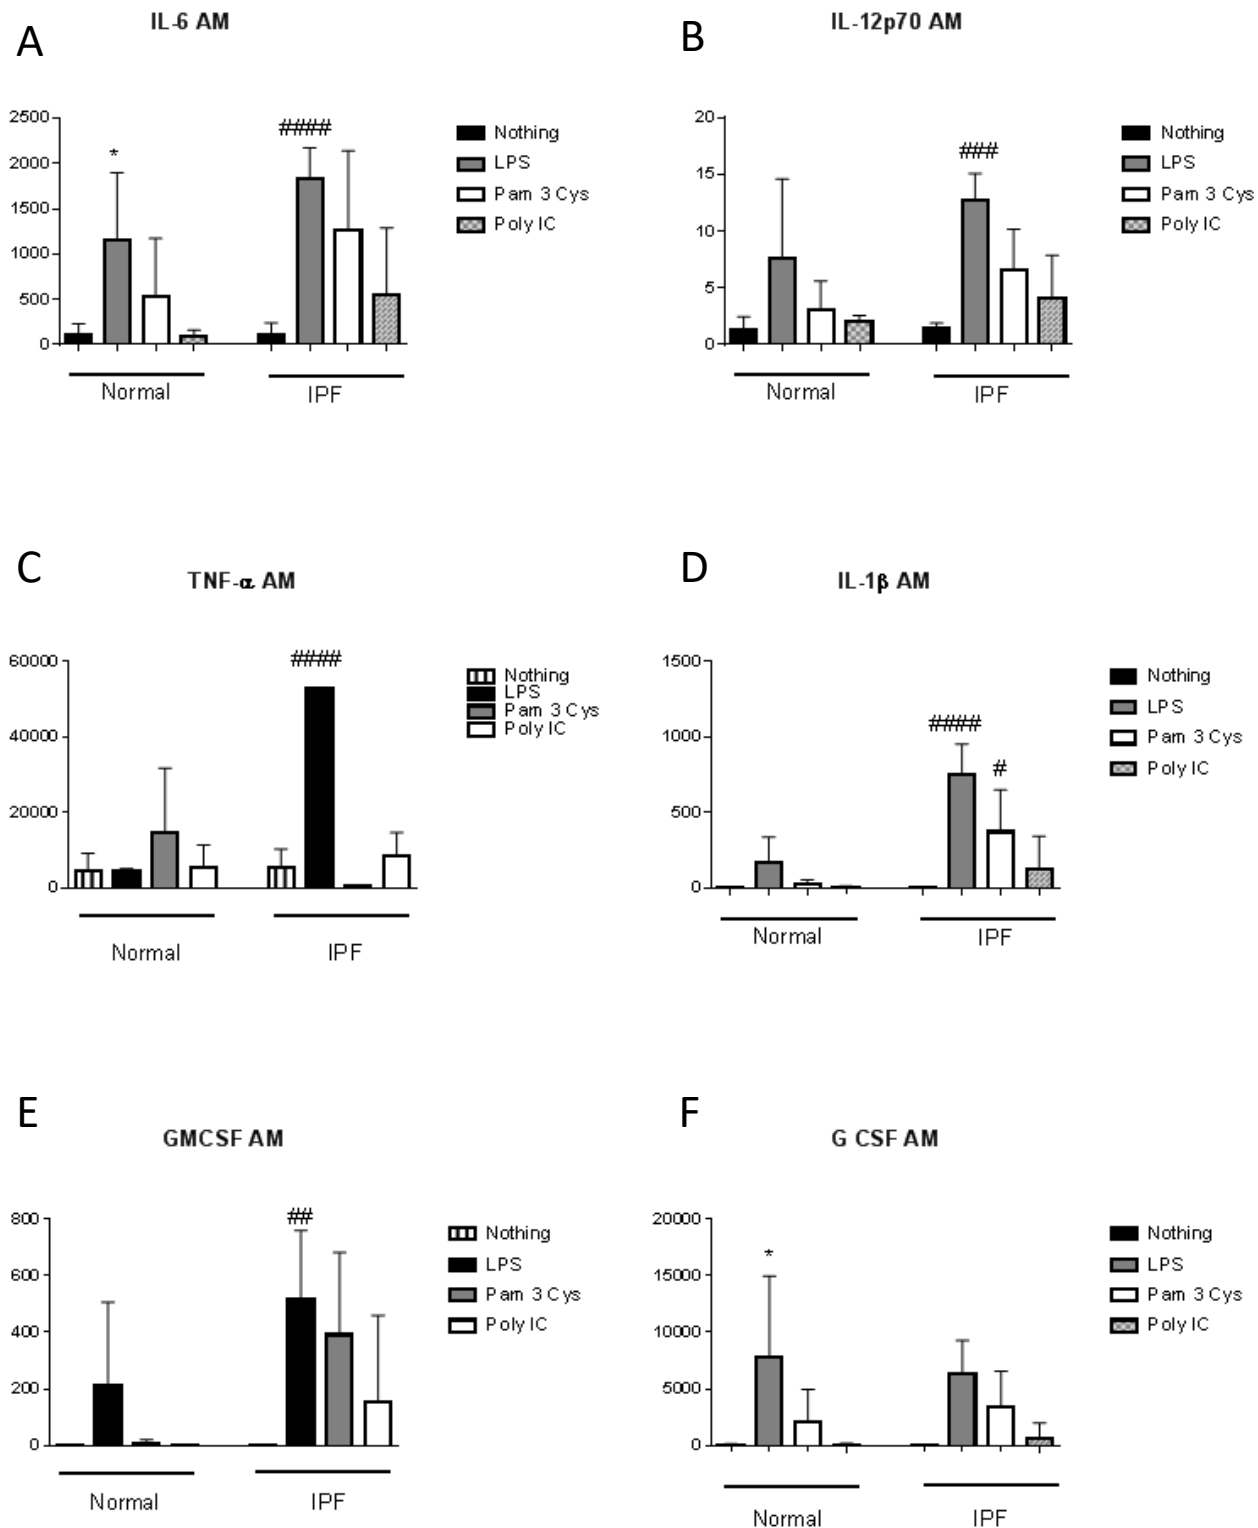 A
IL-6 AM
2500
2000
1500
1000
500
0
*
####
Nothing
LPS
Pam 3 Cys
Poly IC
Normal
IPF
B
IL-12p70 AM
20
15
10
5
0
###
Nothing
LPS
Pam 3 Cys
Poly IC
Normal
IPF
C
TNF-α AM
60000
40000
20000
0
####
Nothing
LPS
Pam 3 Cys
Poly IC
Normal
IPF
D
IL-1β AM
1500
1000
500
0
####
#
Nothing
LPS
Pam 3 Cys
Poly IC
Normal
IPF
E
GMCSF AM
800
600
400
200
0
##
Nothing
LPS
Pam 3 Cys
Poly IC
Normal
IPF
F
G CSF AM
20000
15000
10000
5000
0
*
Nothing
LPS
Pam 3 Cys
Poly IC
Normal
IPF